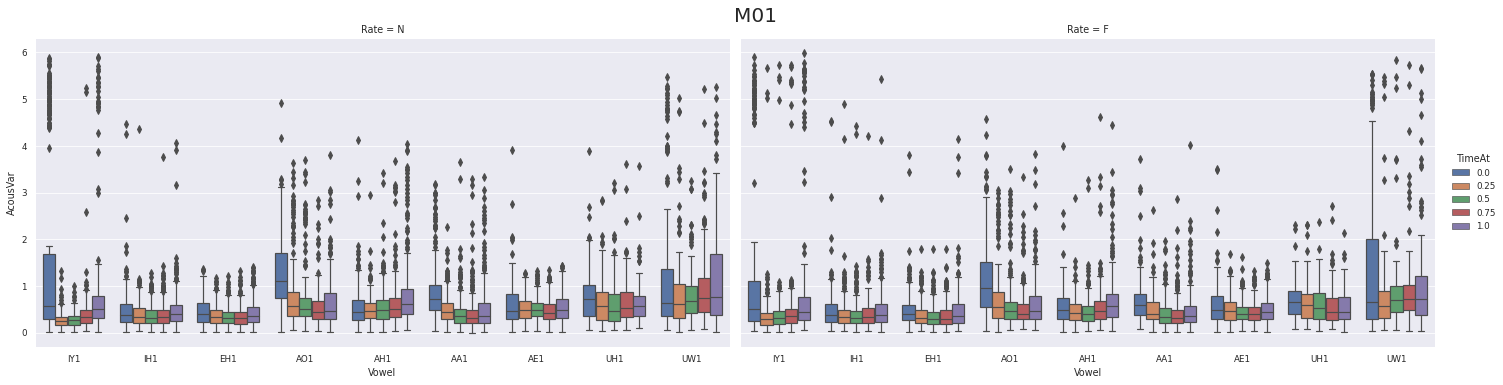 M01
Rate = N
Rate = F
AcousVar
6
5
4
3
2
1
0
IY1 IH1 EH1 AO1 AH1 AA1 AE1 UH1 UW1
Vowel
IY1 IH1 EH1 AO1 AH1 AA1 AE1 UH1 UW1
Vowel
TimeAt
0.0
0.25
0.5
0.75
1.0